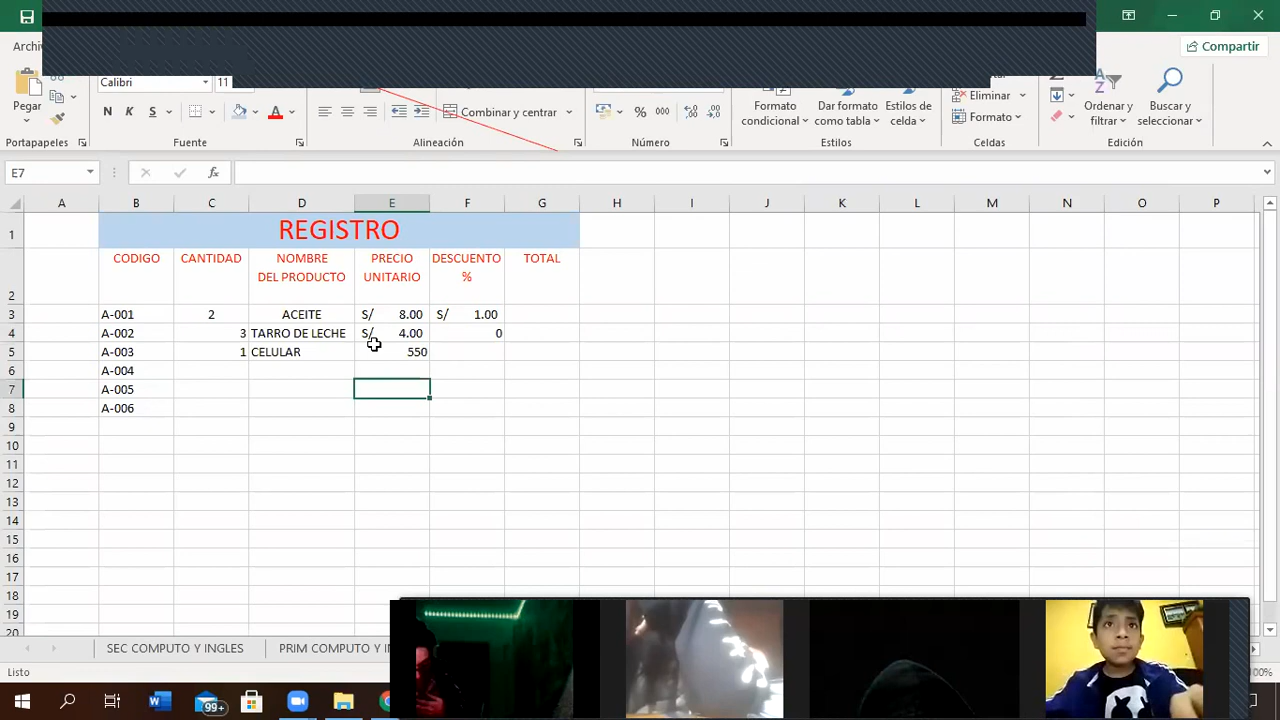 Archi
Compartir
Calibri 11
Pegar
N K S A
Combinar y centrar
% 000
Formato condicional
Dar formato como tabla
Estilos de celda
Eliminar
Formato
Ordenar y filtrar
Buscar y seleccionar
Portapapeles Fuente Alineación Número Estilos Celdas Edición
E7 fx
A B C D E F G H I J K L M N O P
1 REGISTRO
2 CODIGO CANTIDAD NOMBRE DEL PRODUCTO PRECIO UNITARIO DESCUENTO % TOTAL
3 A-001 2 ACEITE S/ 8.00 S/ 1.00
4 A-002 3 TARRO DE LECHE S/ 4.00 0
5 A-003 1 CELULAR 550
6 A-004
7 A-005
8 A-006
9
10
11
12
13
14
15
16
17
18
19
20
SEC COMPUTO Y INGLES PRIM COMPUTO Y IN
Listo
100%
99+